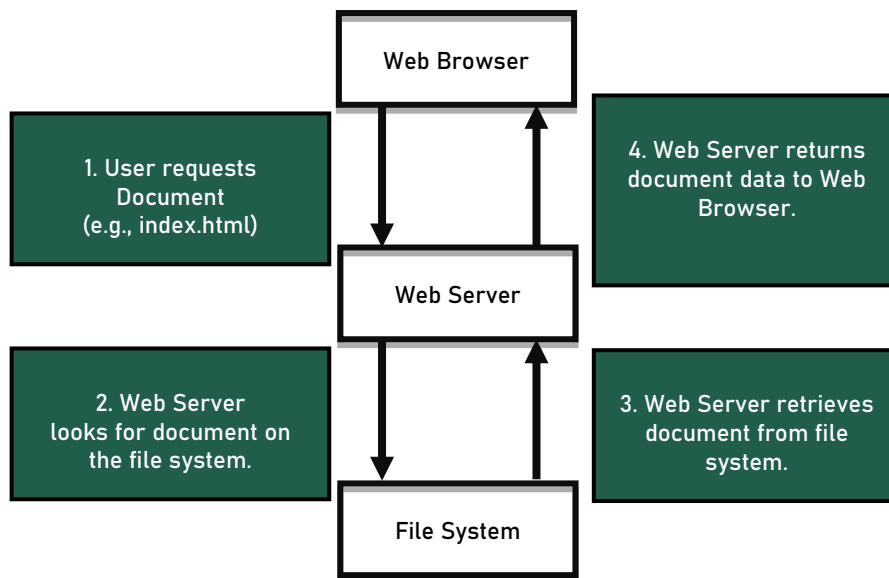 Web Browser
1. User requests
Document
(e.g., index.html)
4. Web Server returns
document data to Web
Browser.
Web Server
2. Web Server
looks for document on
the file system.
3. Web Server retrieves
document from file
system.
File System